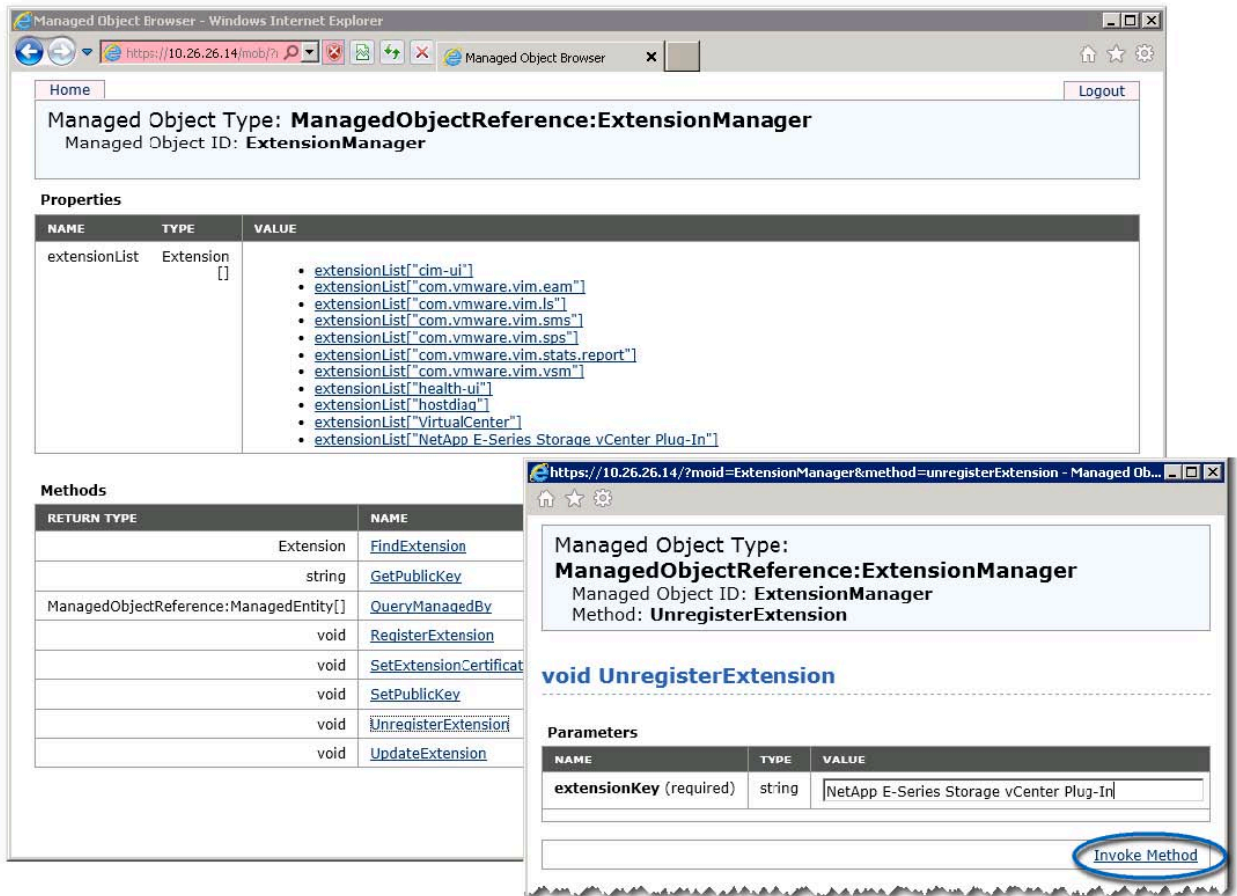 Managed Object Browser - Windows Internet Explorer
https://10.26.26.14/mob/?
Managed Object Browser
Home
Logout
Managed Object Type: ManagedObjectReference:ExtensionManager
Managed Object ID: ExtensionManager
Properties
NAME TYPE VALUE
extensionList Extension
[]
• extensionList["cim-ui"]
• extensionList["com.vmware.vim.eam"]
• extensionList["com.vmware.vim.ls"]
• extensionList["com.vmware.vim.sms"]
• extensionList["com.vmware.vim.sps"]
• extensionList["com.vmware.vim.stats.report"]
• extensionList["com.vmware.vim.vsm"]
• extensionList["health-ui"]
• extensionList["hostdiag"]
• extensionList["VirtualCenter"]
• extensionList["NetApp E-Series Storage vCenter Plug-In"]
Methods
RETURN TYPE NAME
Extension FindExtension
string GetPublicKey
ManagedObjectReference:ManagedEntity[] QueryManagedBy
void RegisterExtension
void SetExtensionCertificat
void SetPublicKey
void UnregisterExtension
void UpdateExtension
https://10.26.26.14/?moid=ExtensionManager&method=unregisterExtension - Managed Ob...
Managed Object Type:
ManagedObjectReference:ExtensionManager
Managed Object ID: ExtensionManager
Method: UnregisterExtension
void UnregisterExtension
Parameters
NAME TYPE VALUE
extensionKey (required) string NetApp E-Series Storage vCenter Plug-In
Invoke Method